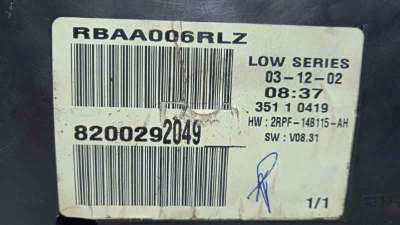 RBAA006RLZ
LOW SERIES
03-12-02
08:37
351 1 0419
HW : 2RPF-14B115-AH
SW : V08.31
8200292049
1/1